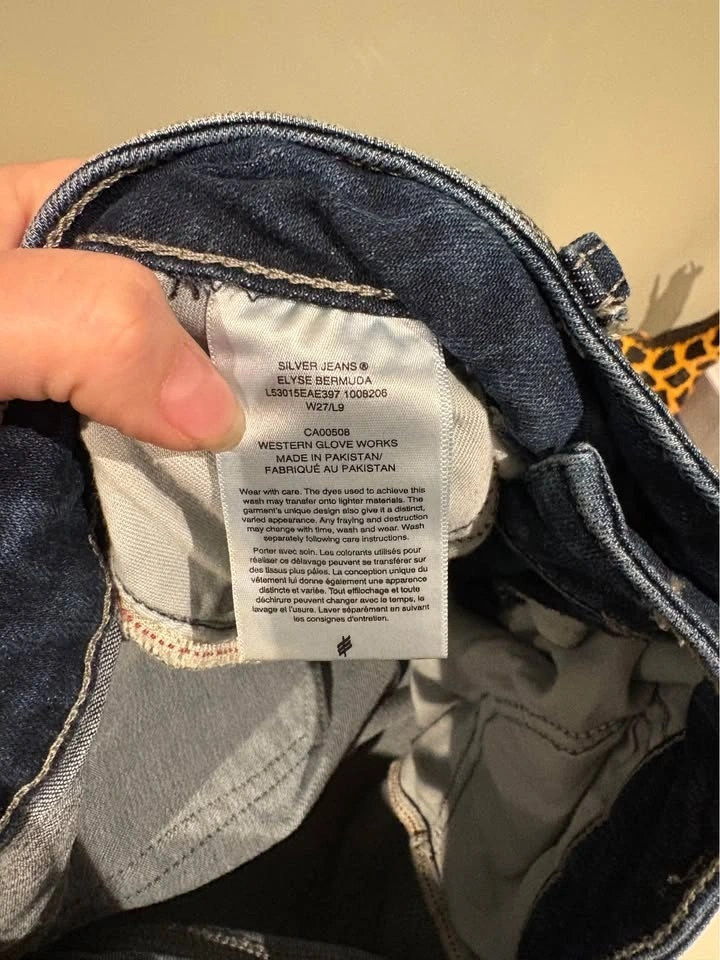 SILVER JEANS®
ELYSE BERMUDA
L53015EAE397 1008206
W27/L9
CA00508
WESTERN GLOVE WORKS
MADE IN PAKISTAN/
FABRIQUÉ AU PAKISTAN
Wear with care. The dyes used to achieve this
wash may transfer onto lighter materials. The
garment's unique design also give it a distinct,
varied appearance. Any fraying and destruction
may change with time, wash and wear. Wash
separately following care instructions.
Porter avec soin. Les colorants utilisés pour
réaliser ce délavage peuvent se transférer sur
des tissus plus pâles. La conception unique du
vêtement lui donne également une apparence
distincte et variée. Tout effilochage et toute
déchirure peuvent changer avec le temps, le
lavage et l'usure. Laver séparément en suivant
les consignes d'entretien.